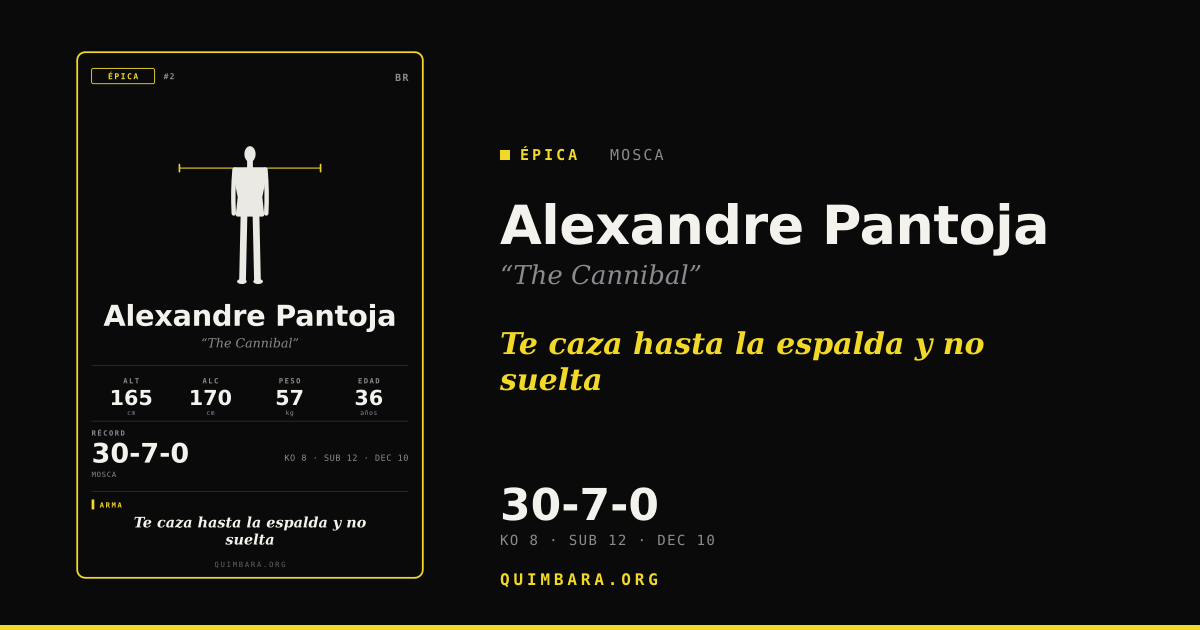 ÉPICA #2 BR
Alexandre Pantoja
“The Cannibal”
ALT ALC PESO EDAD
165 170 57 36
cm cm kg años
RÉCORD
30-7-0
KO 8 · SUB 12 · DEC 10
MOSCA
ARMA
Te caza hasta la espalda y no
suelta
QUIMBARA.ORG
ÉPICA MOSCA
Alexandre Pantoja
“The Cannibal”
Te caza hasta la espalda y no
suelta
30-7-0
KO 8 · SUB 12 · DEC 10
QUIMBARA.ORG